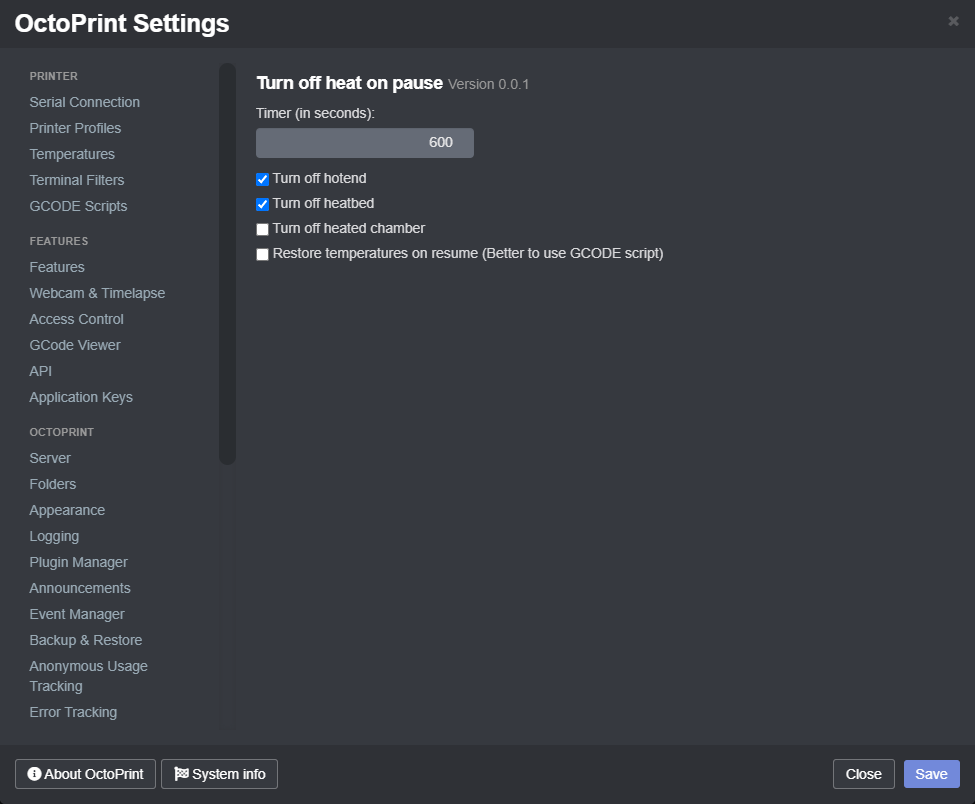 OctoPrint Settings
×
PRINTER
Serial Connection
Printer Profiles
Temperatures
Terminal Filters
GCODE Scripts
FEATURES
Features
Webcam & Timelapse
Access Control
GCode Viewer
API
Application Keys
OCTOPRINT
Server
Folders
Appearance
Logging
Plugin Manager
Announcements
Event Manager
Backup & Restore
Anonymous Usage
Tracking
Error Tracking
Turn off heat on pause Version 0.0.1
Timer (in seconds):
600
Turn off hotend
Turn off heatbed
Turn off heated chamber
Restore temperatures on resume (Better to use GCODE script)
About OctoPrint
System info
Close
Save